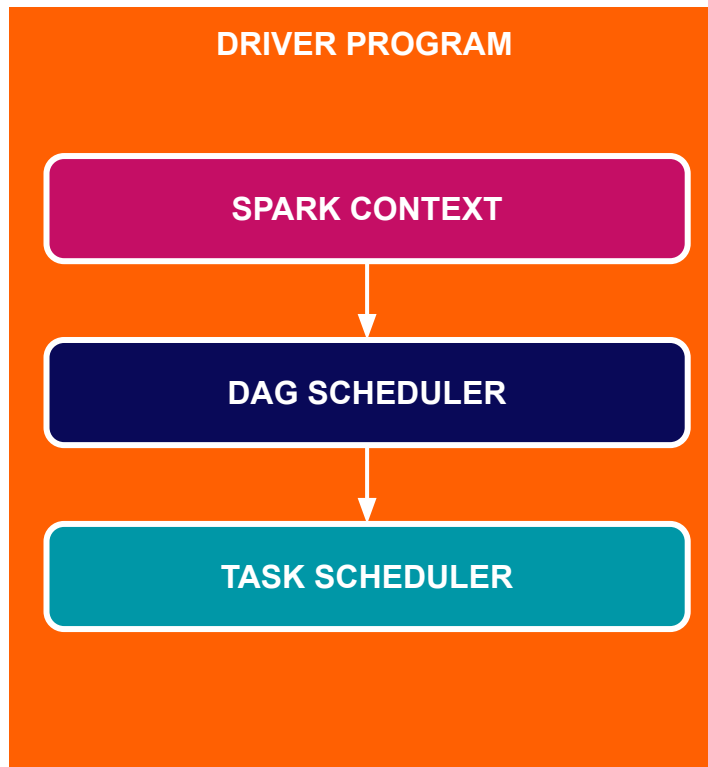 DRIVER PROGRAM
SPARK CONTEXT
DAG SCHEDULER
TASK SCHEDULER